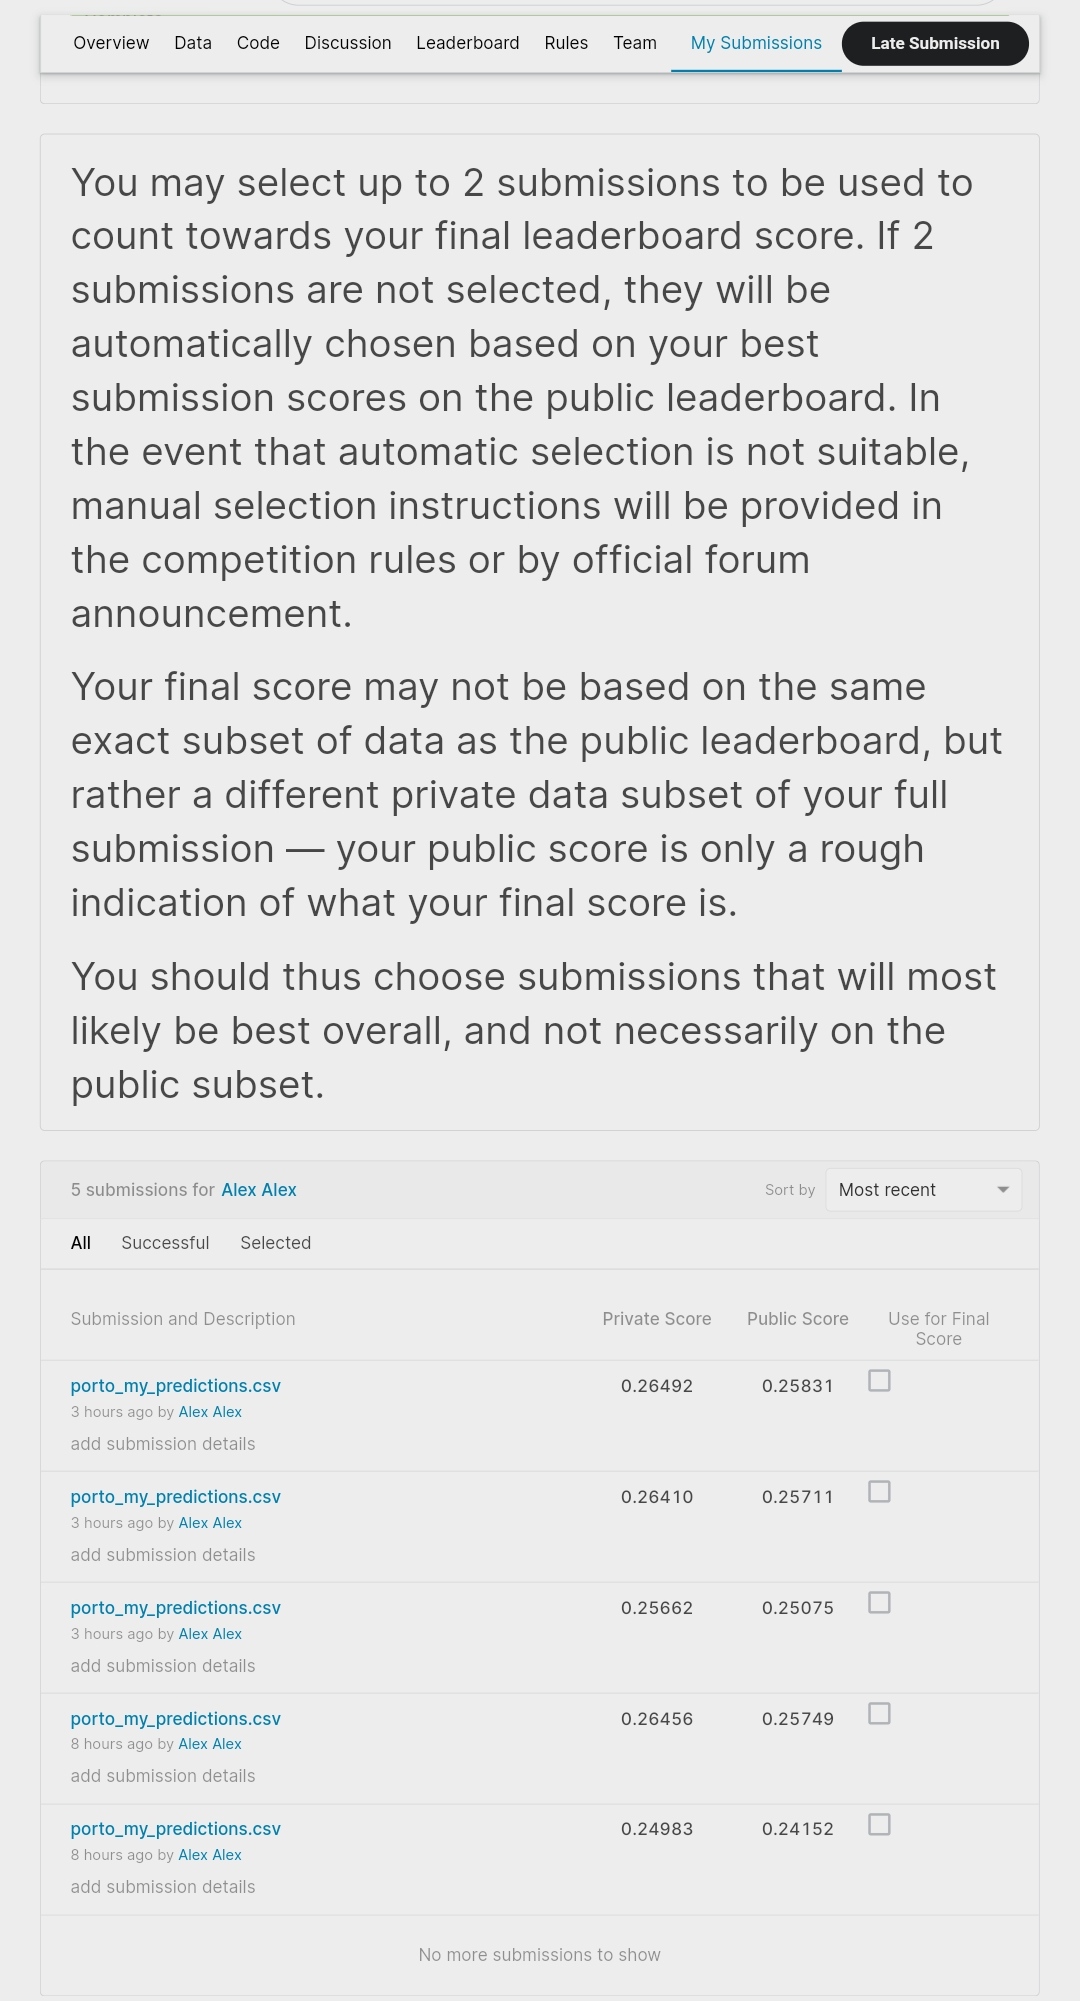 Overview Data Code Discussion Leaderboard Rules Team My Submissions Late Submission
You may select up to 2 submissions to be used to
count towards your final leaderboard score. If 2
submissions are not selected, they will be
automatically chosen based on your best
submission scores on the public leaderboard. In
the event that automatic selection is not suitable,
manual selection instructions will be provided in
the competition rules or by official forum
announcement.
Your final score may not be based on the same
exact subset of data as the public leaderboard, but
rather a different private data subset of your full
submission — your public score is only a rough
indication of what your final score is.
You should thus choose submissions that will most
likely be best overall, and not necessarily on the
public subset.
5 submissions for Alex Alex Sort by Most recent
All Successful Selected
Submission and Description Private Score Public Score Use for Final
Score
porto_my_predictions.csv 0.26492 0.25831
3 hours ago by Alex Alex
add submission details
porto_my_predictions.csv 0.26410 0.25711
3 hours ago by Alex Alex
add submission details
porto_my_predictions.csv 0.25662 0.25075
3 hours ago by Alex Alex
add submission details
porto_my_predictions.csv 0.26456 0.25749
8 hours ago by Alex Alex
add submission details
porto_my_predictions.csv 0.24983 0.24152
8 hours ago by Alex Alex
add submission details
No more submissions to show